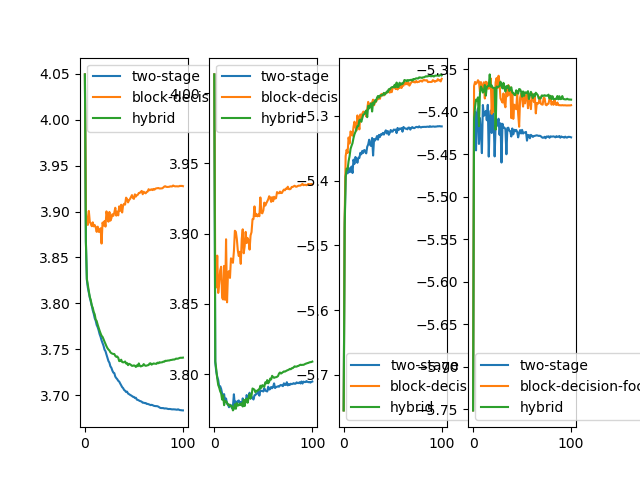 4.05
4.00
3.95
3.90
3.85
3.80
3.75
3.70
0
100
two-stage
block-decis
hybrid
4.00
3.95
3.90
3.85
3.80
0
100
two-stage
block-decis
hybrid
−5.3
−5.4
−5.5
−5.6
−5.7
0
100
two-stage
block-decis
hybrid
−5.35
−5.40
−5.45
−5.50
−5.55
−5.60
−5.65
−5.70
−5.75
0
100
two-stage
block-decision-foc
hybrid